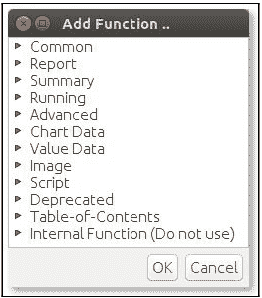 Add Function ..
Common
Report
Summary
Running
Advanced
Chart Data
Value Data
Image
Script
Deprecated
Table-of-Contents
Internal Function (Do not use)
OK Cancel